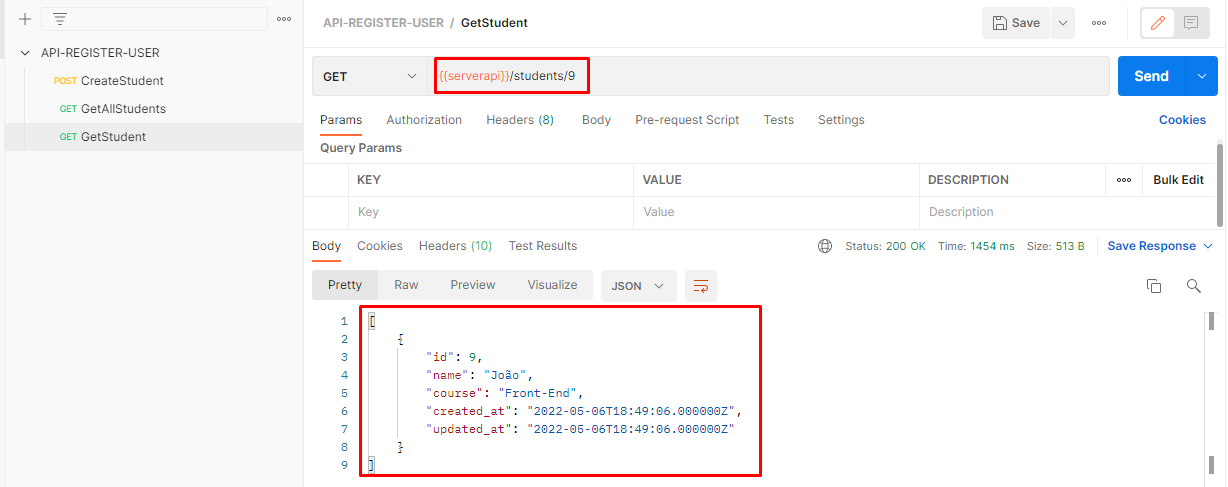 API-REGISTER-USER
POST CreateStudent
GET GetAllStudents
GET GetStudent
API-REGISTER-USER / GetStudent
Save
GET
{{serverapi}}/students/9
Send
Params Authorization Headers (8) Body Pre-request Script Tests Settings
Cookies
Query Params
KEY VALUE DESCRIPTION
Bulk Edit
Key Value Description
Body Cookies Headers (10) Test Results
Status: 200 OK Time: 1454 ms Size: 513 B
Save Response
Pretty Raw Preview Visualize JSON
1 [
2 {
3 "id": 9,
4 "name": "João",
5 "course": "Front-End",
6 "created_at": "2022-05-06T18:49:06.000000Z",
7 "updated_at": "2022-05-06T18:49:06.000000Z"
8 }
9 ]